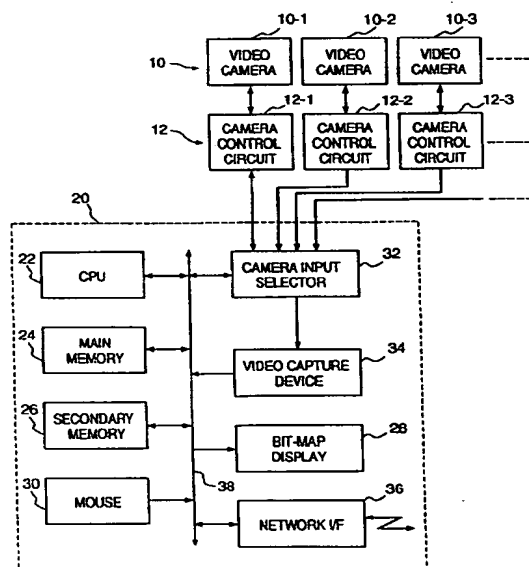 10-1
10-2
10-3
10
VIDEO
CAMERA
VIDEO
CAMERA
VIDEO
CAMERA
12-1
12-2
12-3
12
CAMERA
CONTROL
CIRCUIT
CAMERA
CONTROL
CIRCUIT
CAMERA
CONTROL
CIRCUIT
20
22
CPU
CAMERA INPUT
SELECTOR
32
24
MAIN
MEMORY
VIDEO CAPTURE
DEVICE
34
26
SECONDARY
MEMORY
BIT-MAP
DISPLAY
28
30
MOUSE
38
NETWORK I/F
36